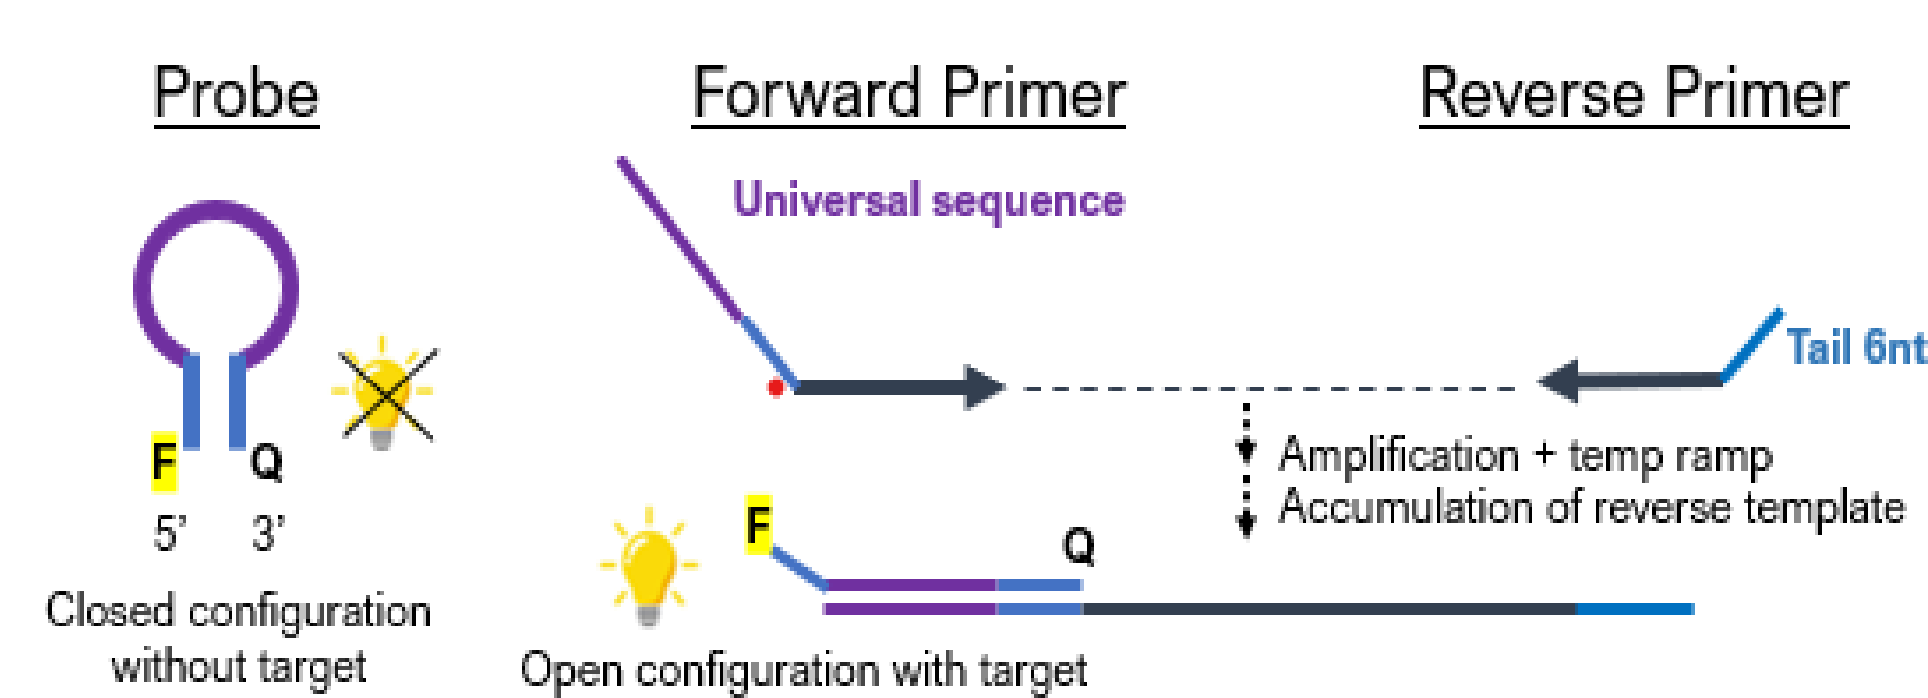 Probe
Forward Primer
Reverse Primer
Universal sequence
Tail 6nt
F
Q
5’
3’
Closed configuration
without target
Amplification + temp ramp
Accumulation of reverse template
F
Q
Open configuration with target